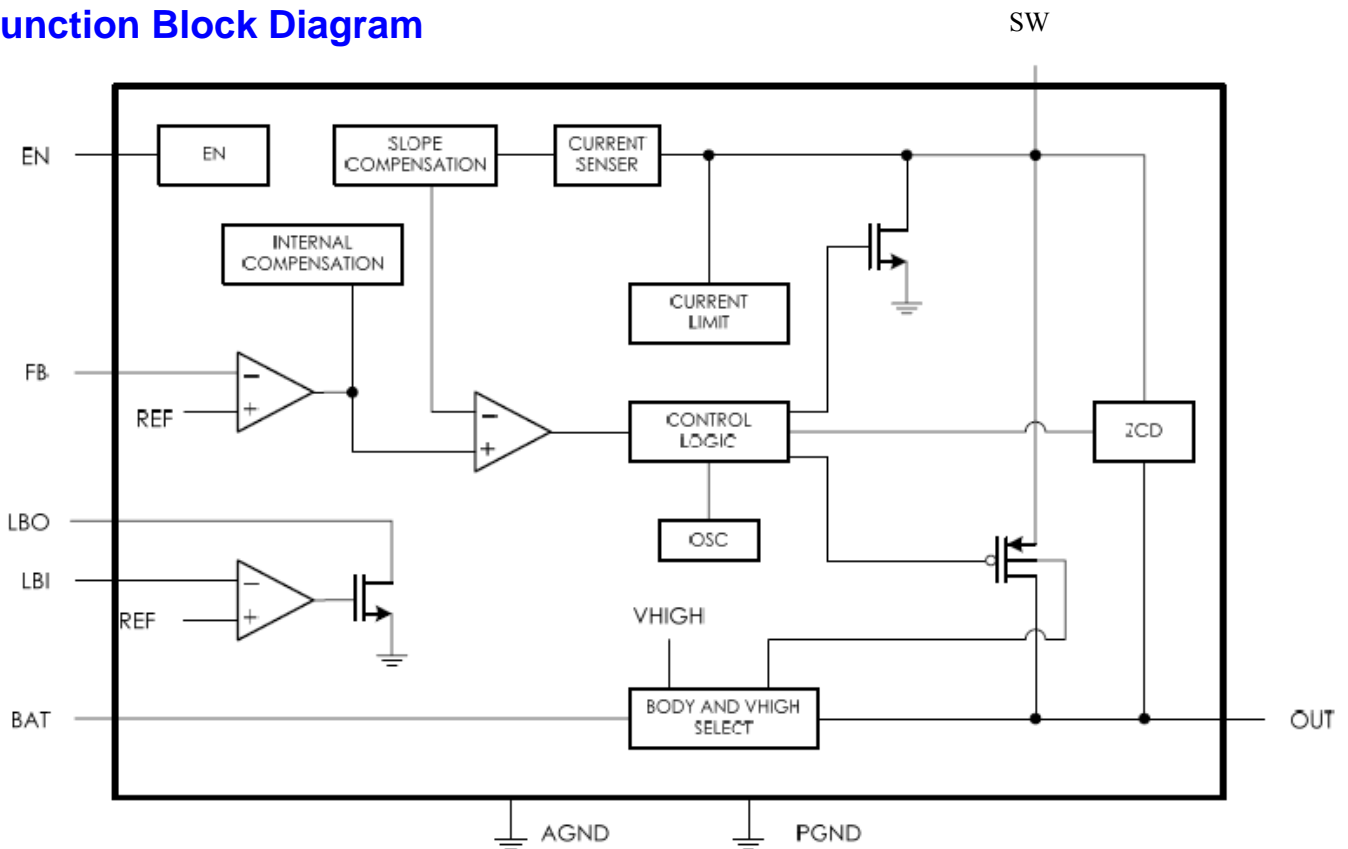 unction Block Diagram
SW
EN
EN
SLOPE
COMPENSATION
CURRENT
SENSER
INTERNAL
COMPENSATION
CURRENT
LIMIT
FB
−
REF
+
−
+
CONTROL
LOGIC
ZCD
LBO
OSC
LBI
−
REF
+
VHIGH
BAT
BODY AND VHIGH
SELECT
OUT
AGND
PGND